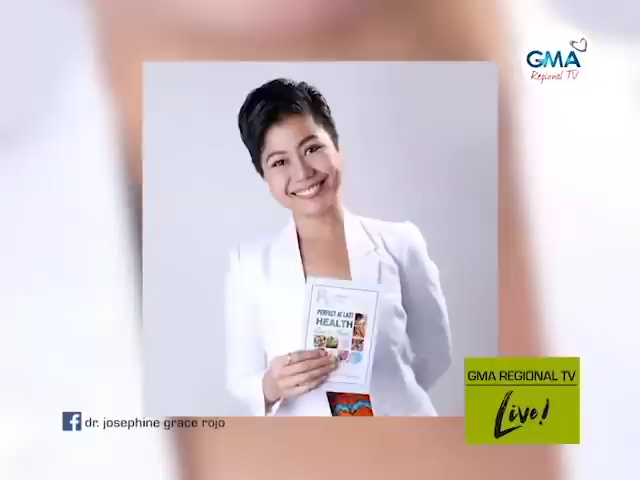 GMA
Regional TV
PERFECT AT LAST
HEALTH
GMA REGIONAL TV
Live!
dr. josephine grace rojo